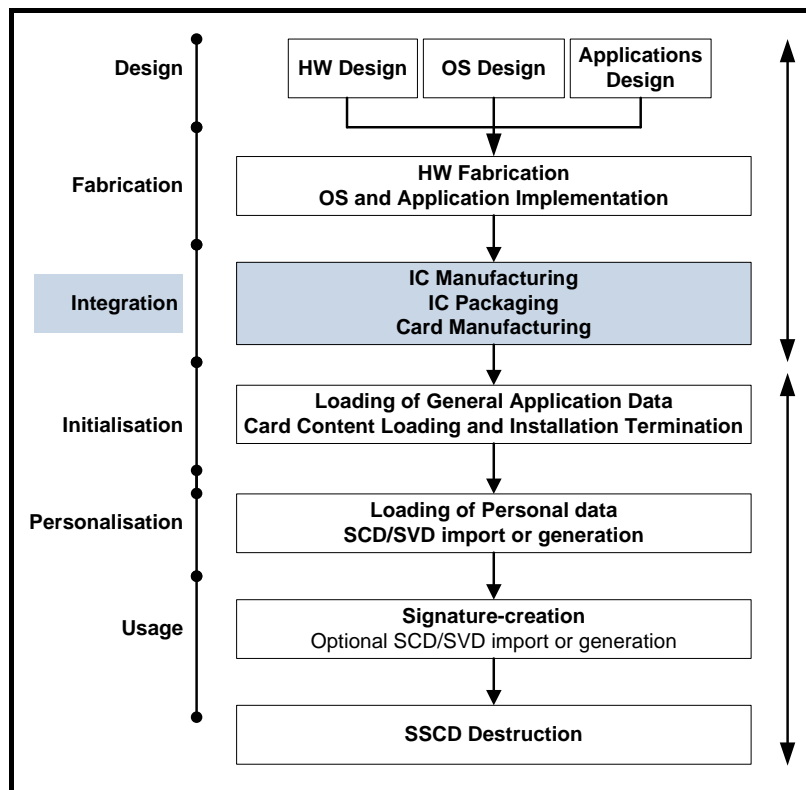 Design
HW Design
OS Design
Applications
Design
Fabrication
HW Fabrication
OS and Application Implementation
Integration
IC Manufacturing
IC Packaging
Card Manufacturing
Initialisation
Loading of General Application Data
Card Content Loading and Installation Termination
Personalisation
Loading of Personal data
SCD/SVD import or generation
Usage
Signature-creation
Optional SCD/SVD import or generation
SSCD Destruction